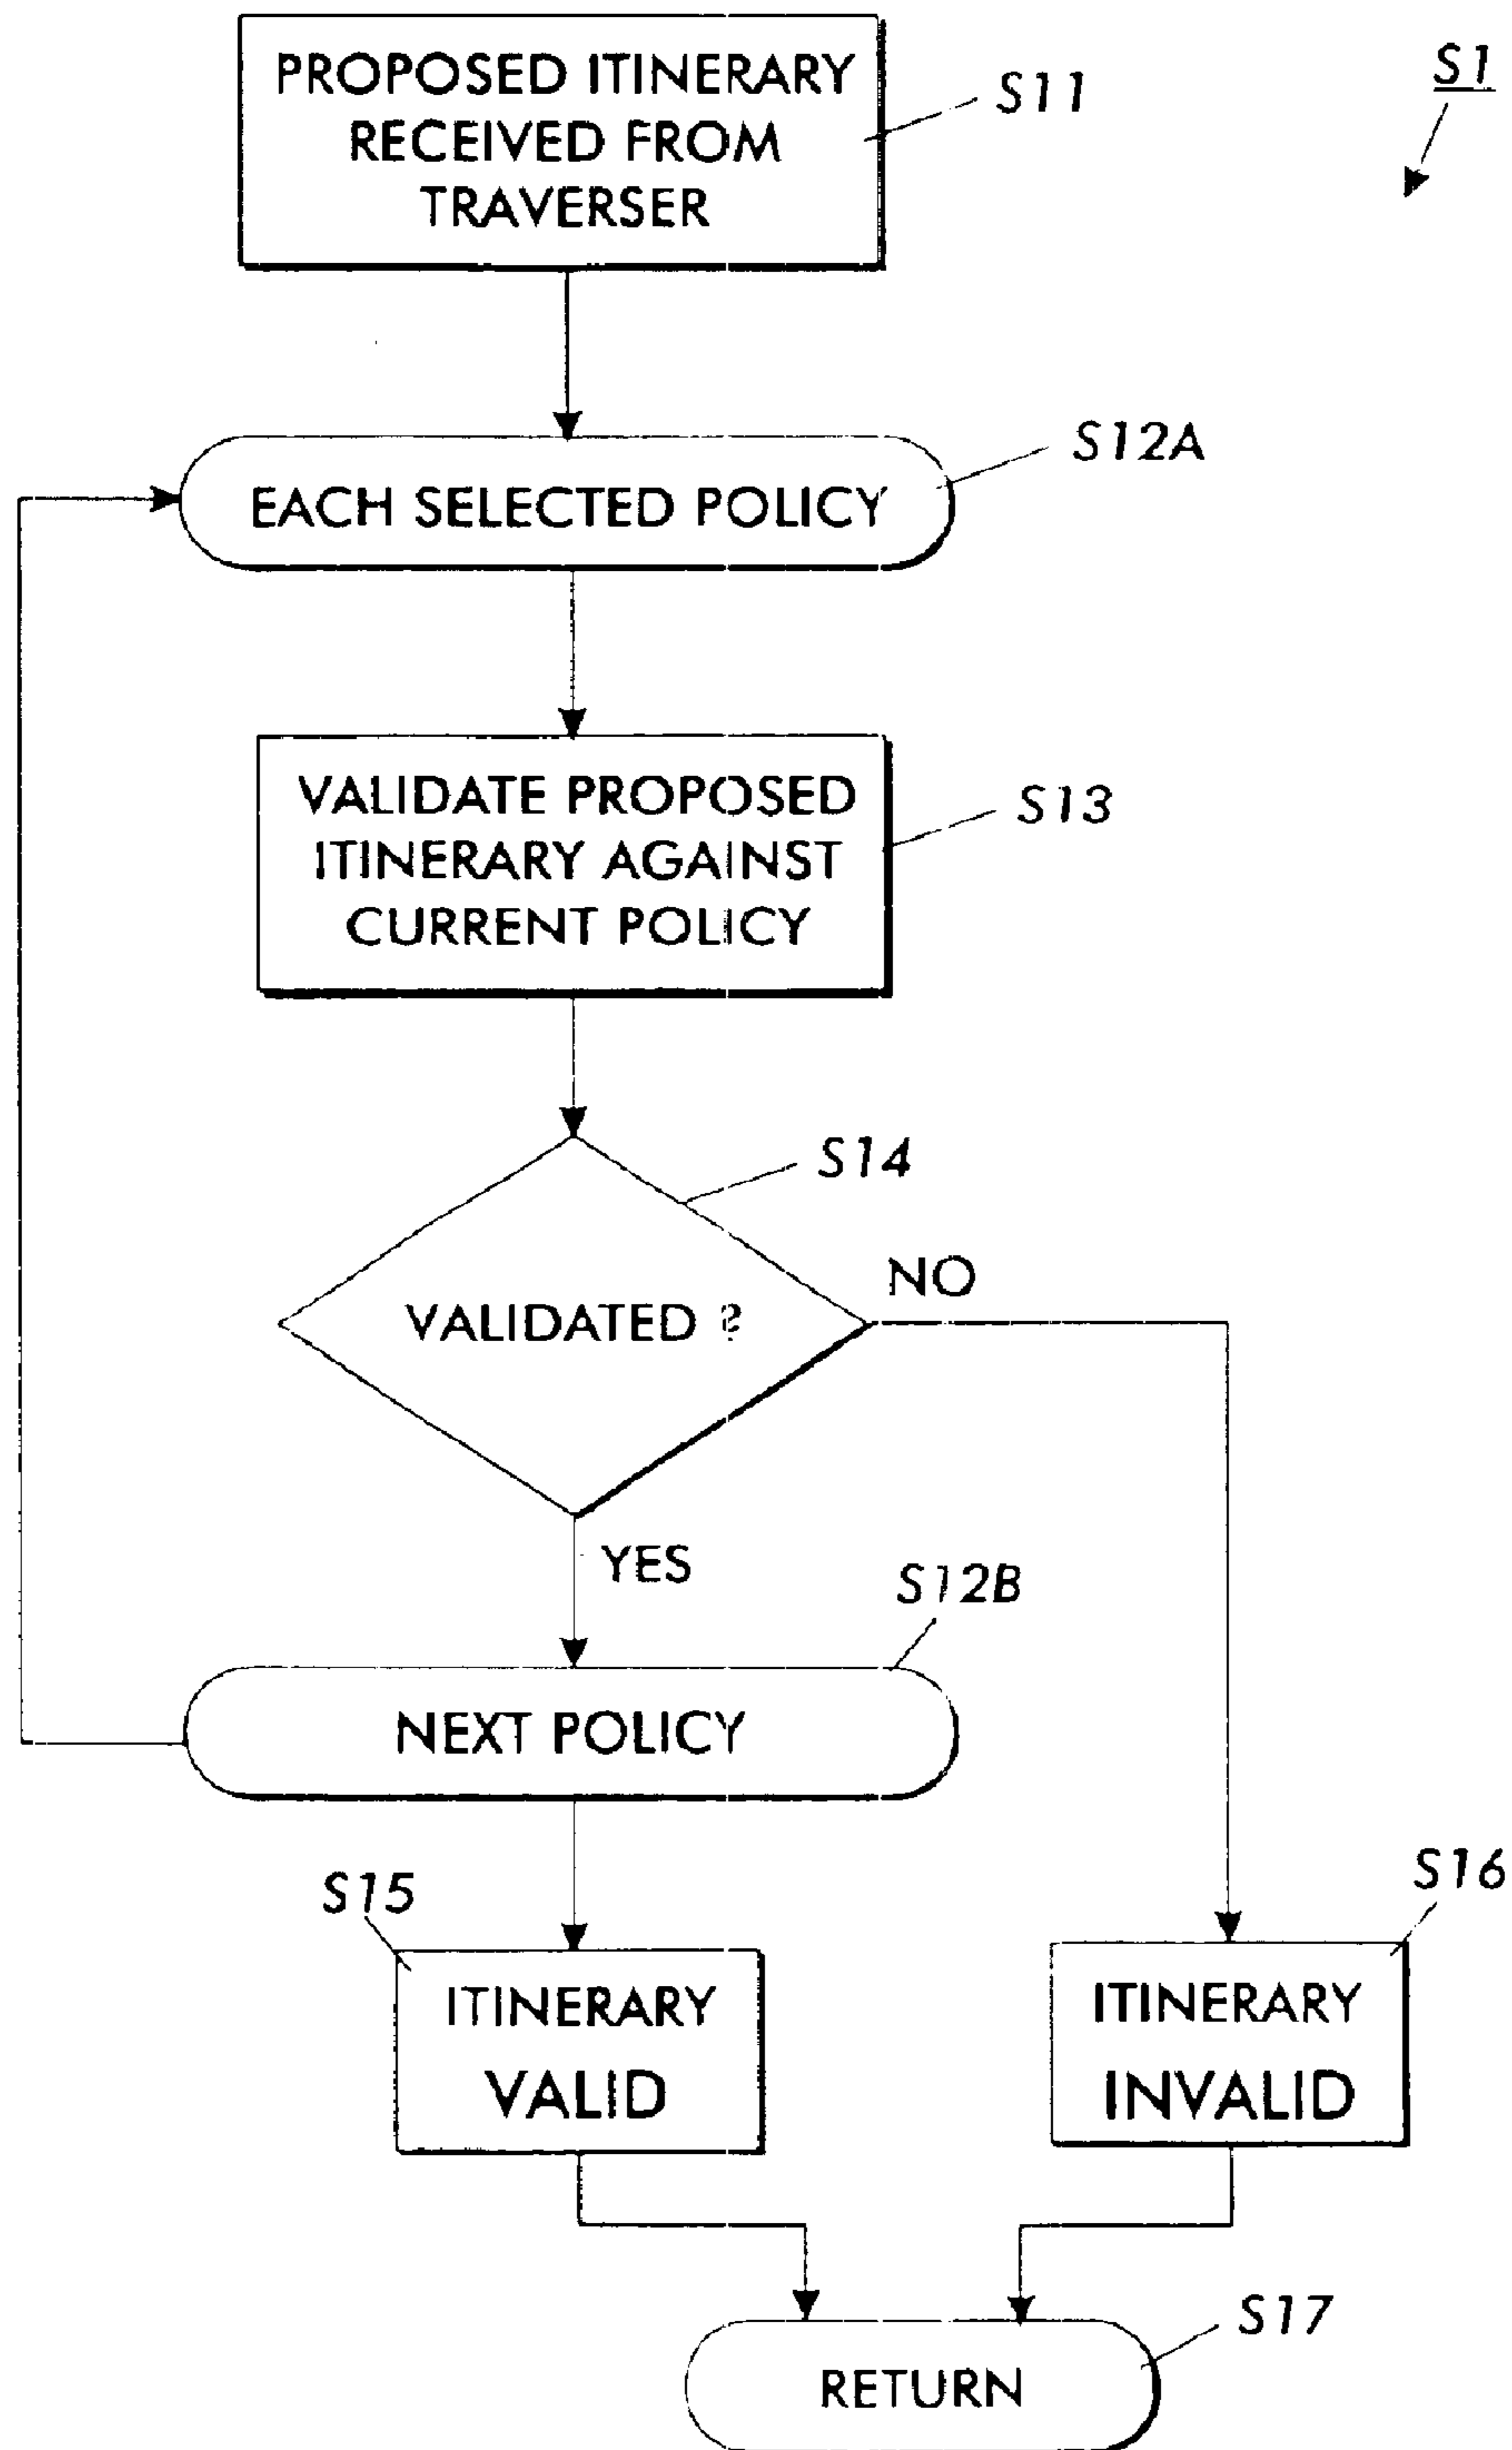 PROPOSED ITINERARY
RECEIVED FROM
TRAVERSER
S11
S1
EACH SELECTED POLICY
S12A
VALIDATE PROPOSED
ITINERARY AGAINST
CURRENT POLICY
S13
S14
VALIDATED ?
NO
YES
S12B
NEXT POLICY
S15
ITINERARY
VALID
S16
ITINERARY
INVALID
S17
RETURN